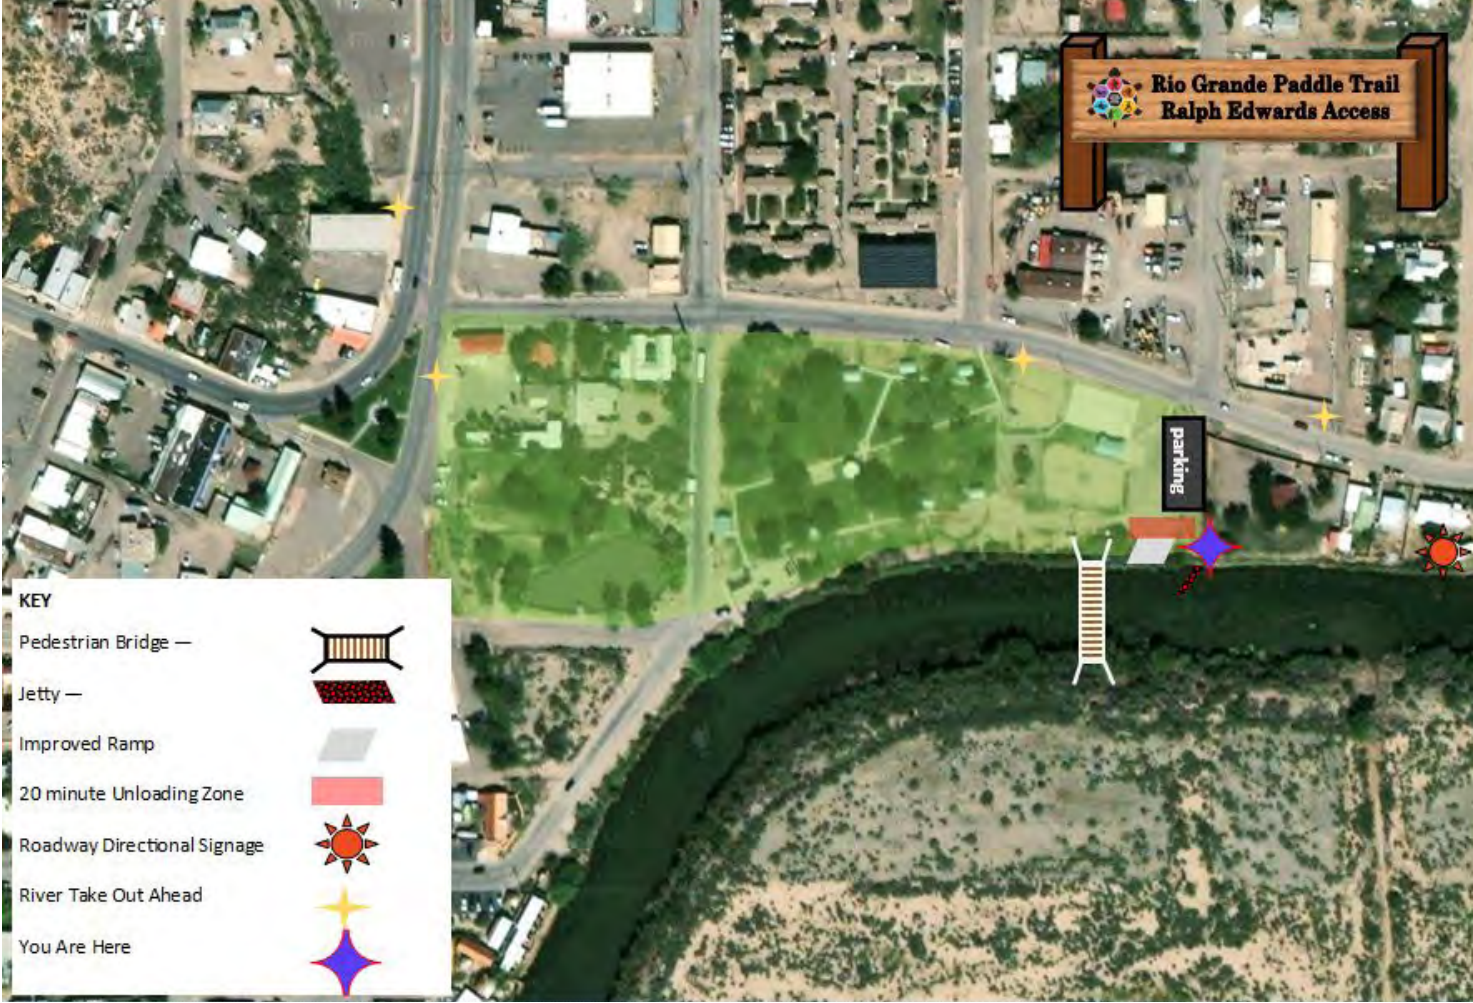 Rio Grande Paddle Trail
Ralph Edwards Access
parking
KEY
Pedestrian Bridge —
Jetty —
Improved Ramp
20 minute Unloading Zone
Roadway Directional Signage
River Take Out Ahead
You Are Here